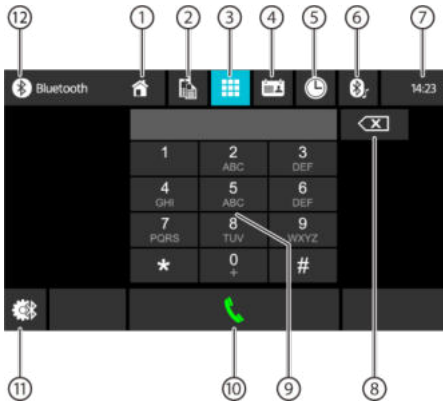 12 1 2 3 4 5 6 7
Bluetooth 14:23
1 2 3
ABC DEF
4 5 6
GHI ABC DEF
7 8 9
PQRS TUV WXYZ
* 0 #
+
11 10 9 8